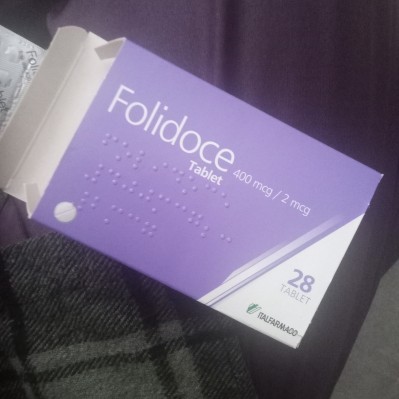 Folidoce
Tablet
400 mcg / 2 mcg
28
TABLET
ITALFARMACO